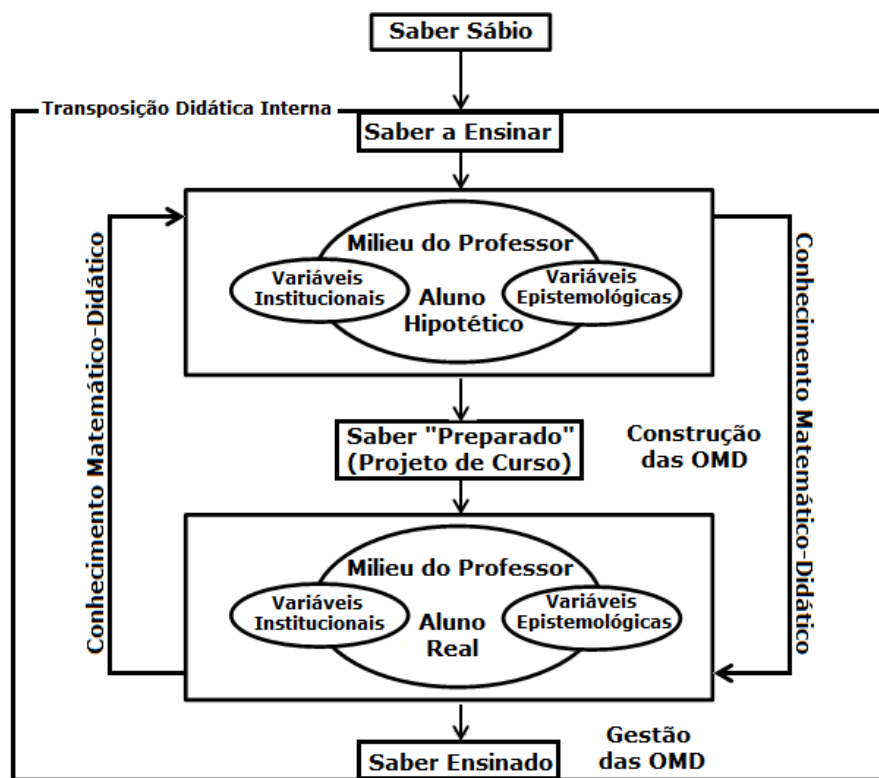 Saber Sábio
Transposição Didática Interna
Saber a Ensinar
Milieu do Professor
Variáveis
Institucionais
Variáveis
Epistemológicas
Aluno
Hipotético
Conhecimento Matemático-Didático
Conhecimento Matemático-Didático
Saber "Preparado"
(Projeto de Curso)
Construção
das OMD
Milieu do Professor
Variáveis
Institucionais
Variáveis
Epistemológicas
Aluno
Real
Saber Ensinado
Gestão
das OMD